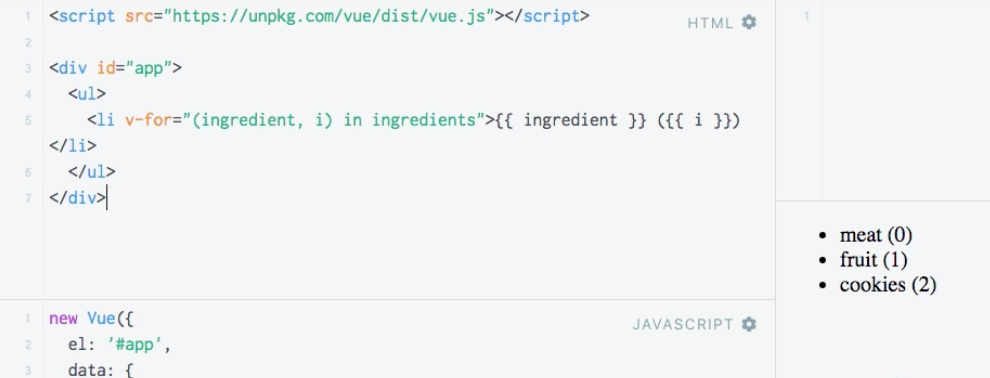 1 <script src="https://unpkg.com/vue/dist/vue.js"></script>
HTML
2
3 <div id="app">
4   <ul>
5     <li v-for="(ingredient, i) in ingredients">{{ ingredient }} ({{ i }})
</li>
6   </ul>
7 </div>
1 new Vue({
JAVASCRIPT
2   el: '#app',
3   data: {
1
• meat (0)
• fruit (1)
• cookies (2)